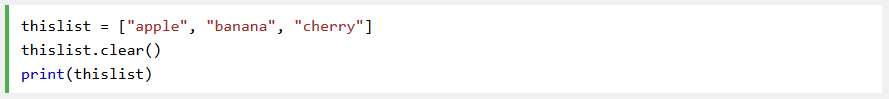 thislist = ["apple", "banana", "cherry"]
thislist.clear()
print(thislist)